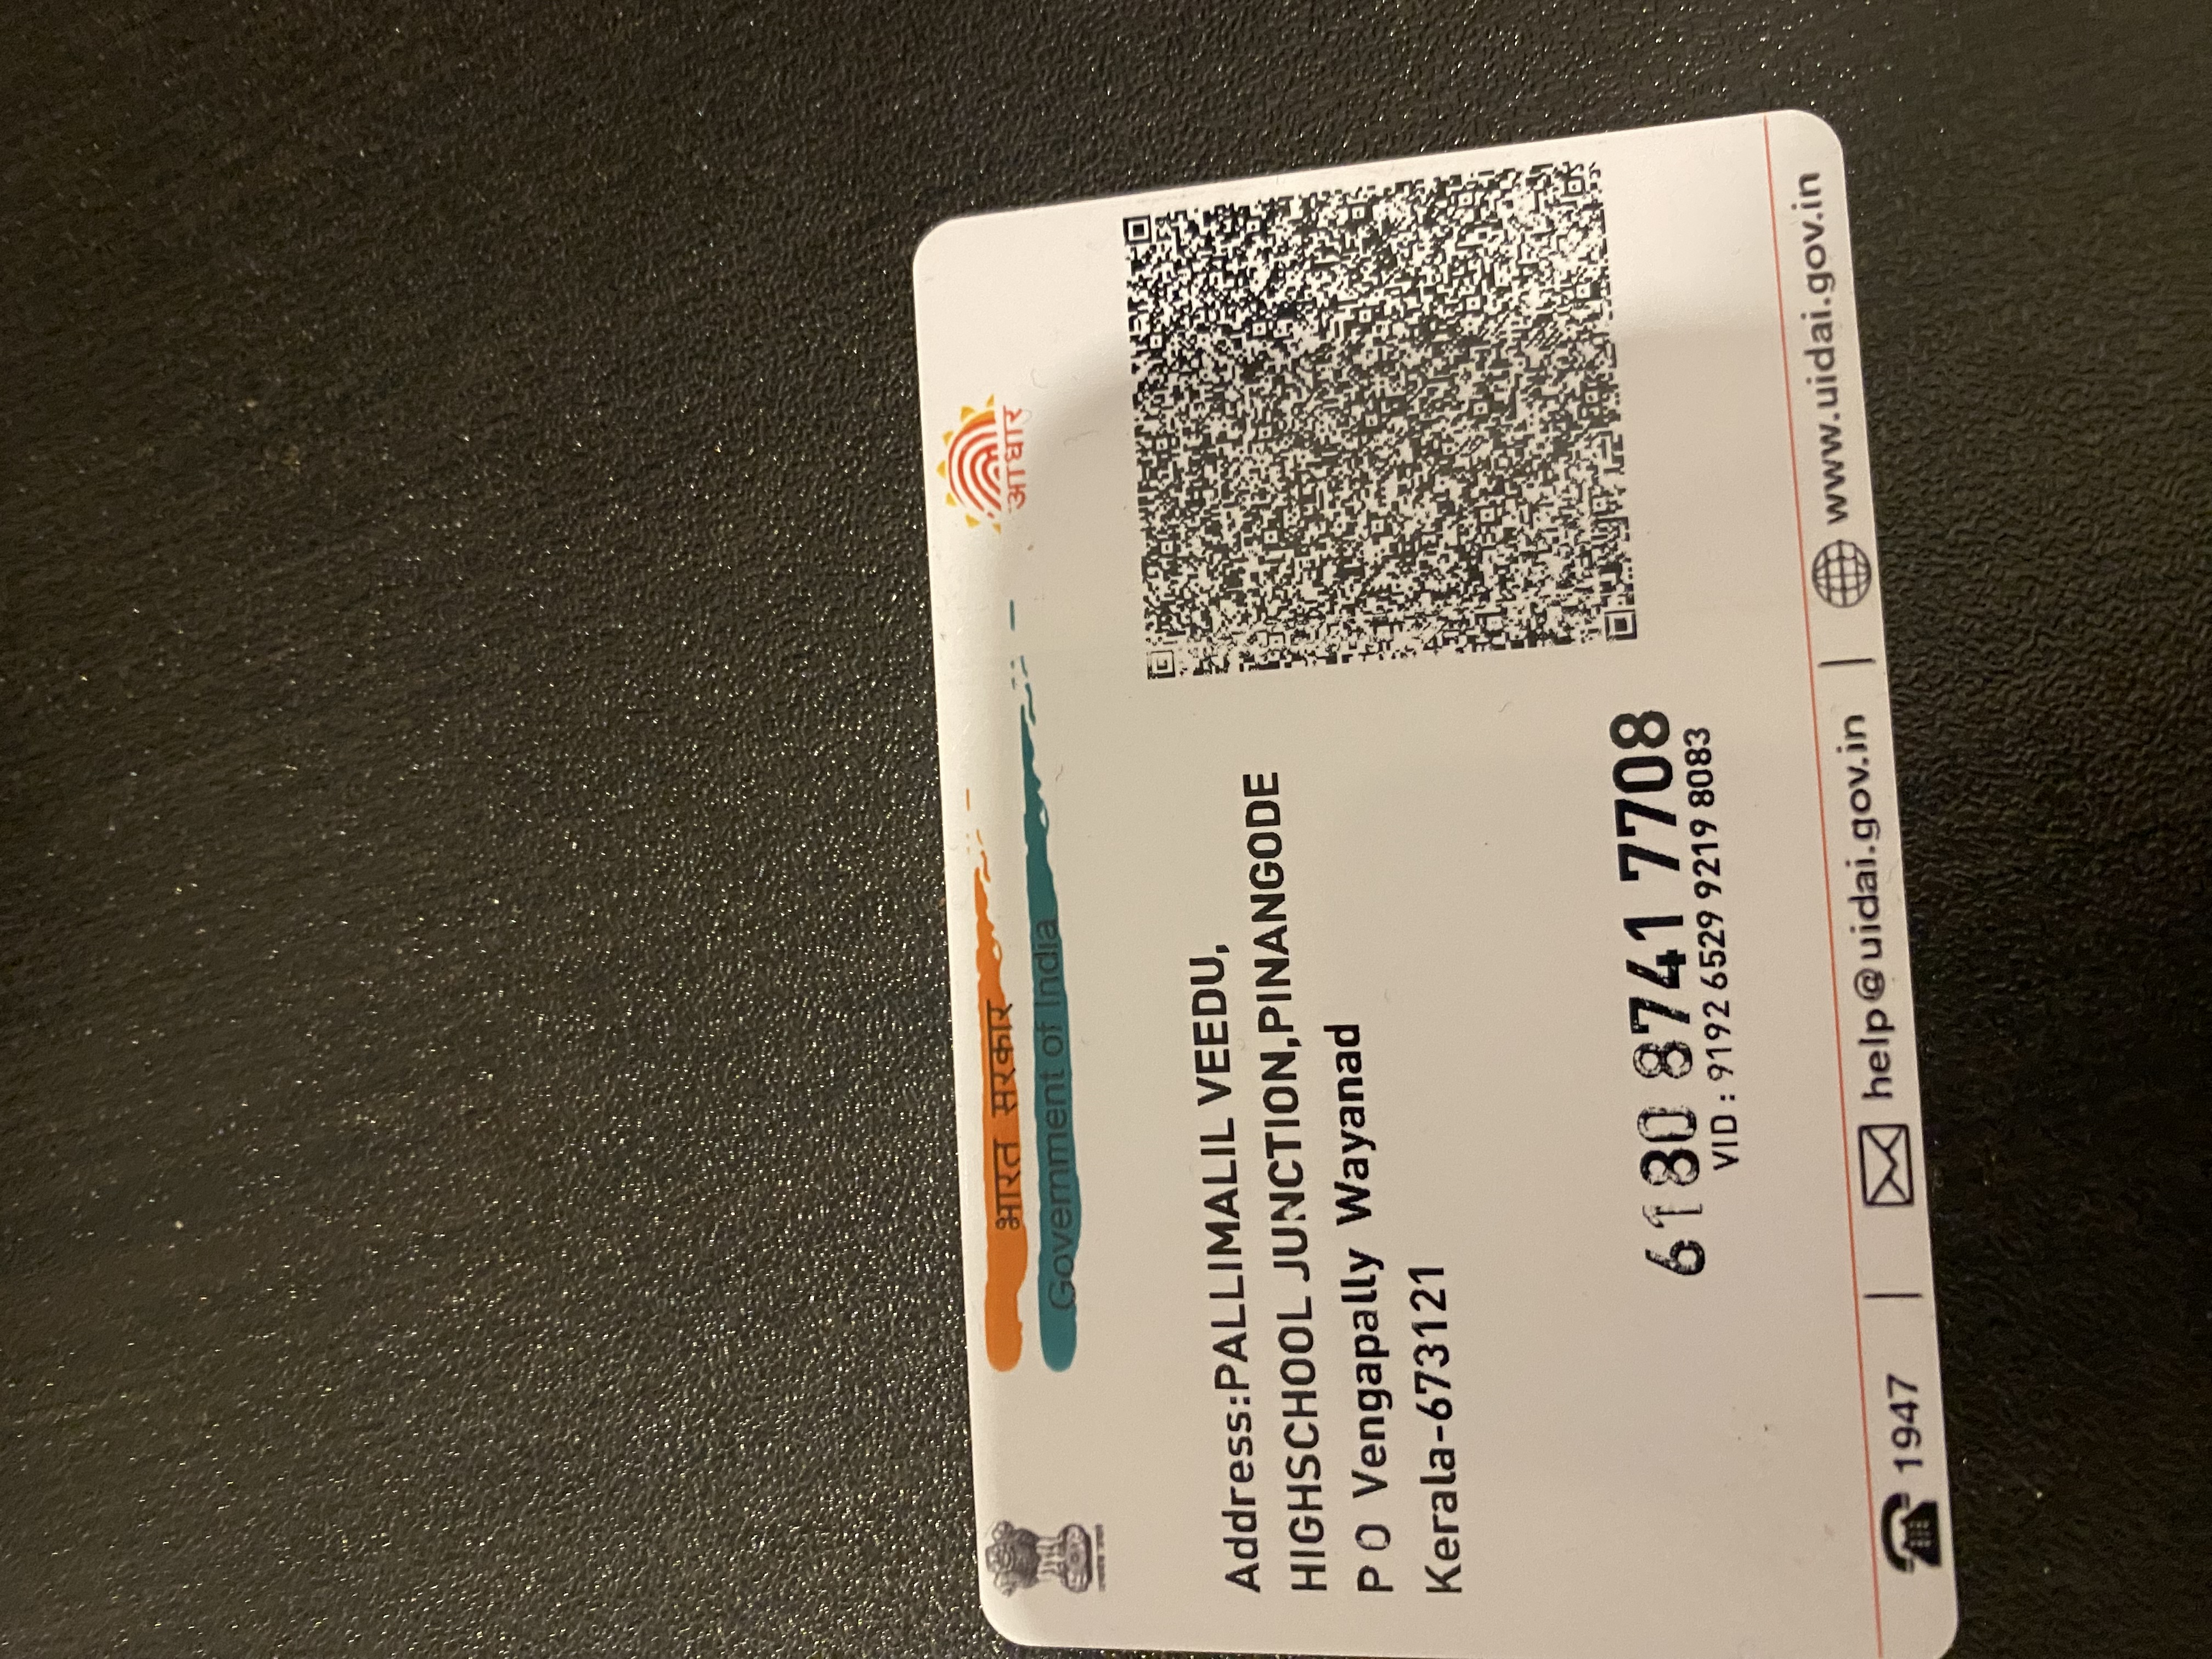 भारत सरकार
Government of India
आधार
Address:PALLIMALIL VEEDU,
HIGHSCHOOL JUNCTION,PINANGODE
P O Vengapally Wayanad
Kerala-673121
6180 8741 7708
VID : 9192 6529 9219 8083
1947 | help@uidai.gov.in | www.uidai.gov.in